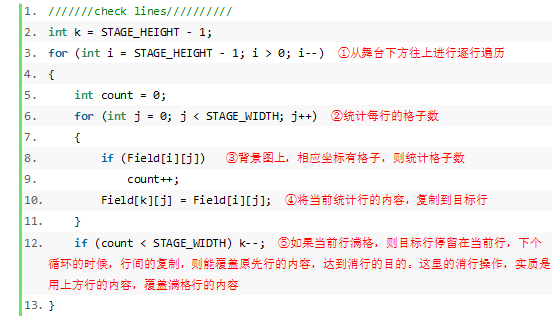 1. ///////check lines//////////
2. int k = STAGE_HEIGHT - 1;
3. for (int i = STAGE_HEIGHT - 1; i > 0; i--) ①从舞台下方往上进行逐行遍历
4. {
5. int count = 0;
6. for (int j = 0; j < STAGE_WIDTH; j++) ②统计每行的格子数
7. {
8. if (Field[i][j]) ③背景图上，相应坐标有格子，则统计格子数
9. count++;
10. Field[k][j] = Field[i][j]; ④将当前统计行的内容，复制到目标行
11. }
12. if (count < STAGE_WIDTH) k--; ⑤如果当前行满格，则目标行停留在当前行，下个
循环的时候，行间的复制，则能覆盖原先行的内容，达到消行的目的。这里的消行操作，实质是
用上方行的内容，覆盖满格行的内容
13. }